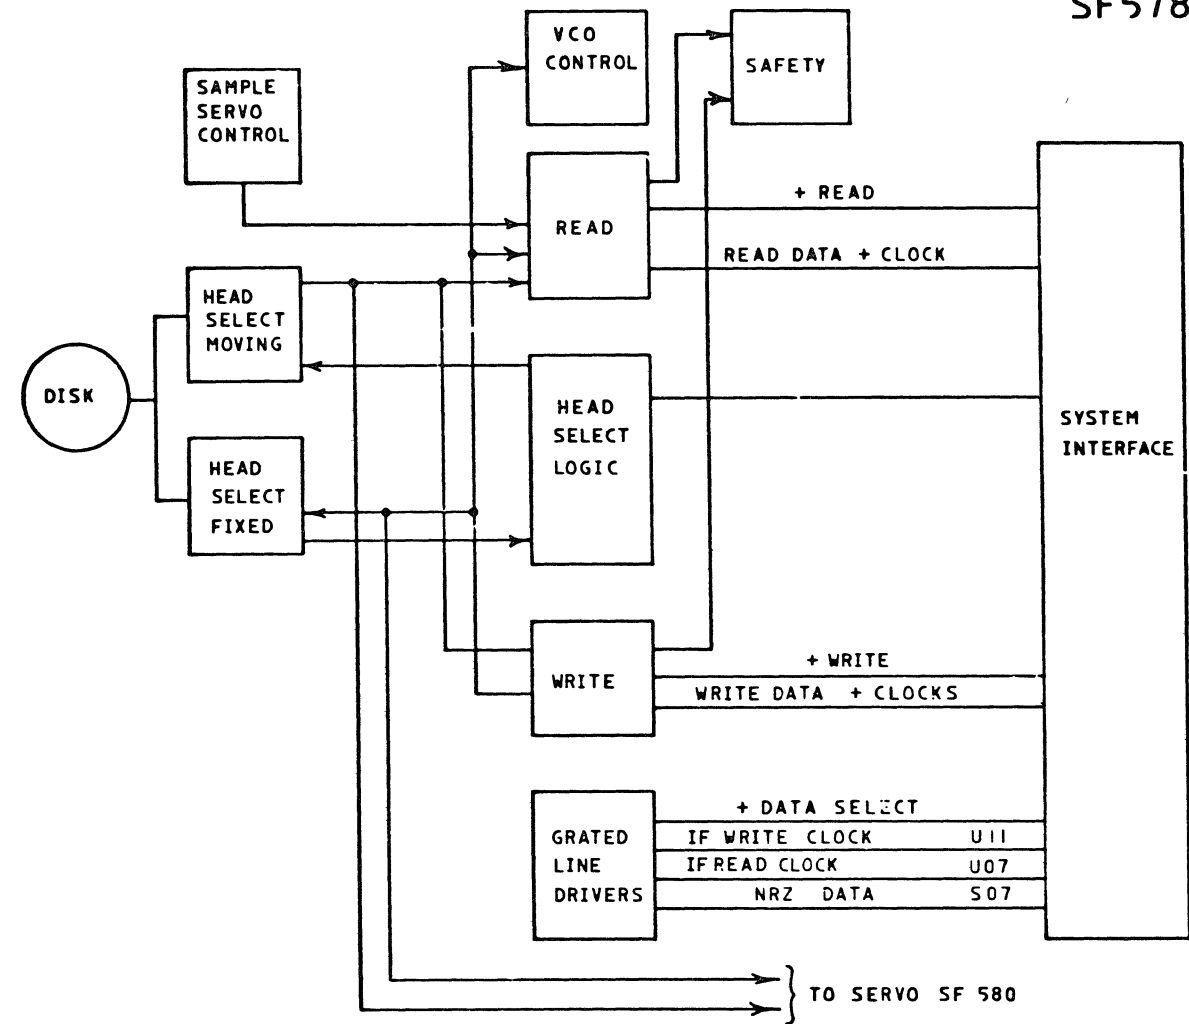 SF578
VCO
CONTROL
SAFETY
SAMPLE
SERVO
CONTROL
+ READ
READ
READ DATA + CLOCK
HEAD
SELECT
MOVING
DISK
HEAD
SELECT
LOGIC
SYSTEM
INTERFACE
HEAD
SELECT
FIXED
+ WRITE
WRITE
WRITE DATA + CLOCKS
+ DATA SELECT
GRATED
LINE
DRIVERS
IF WRITE CLOCK U11
IF READ CLOCK U07
NRZ DATA S07
TO SERVO SF 580